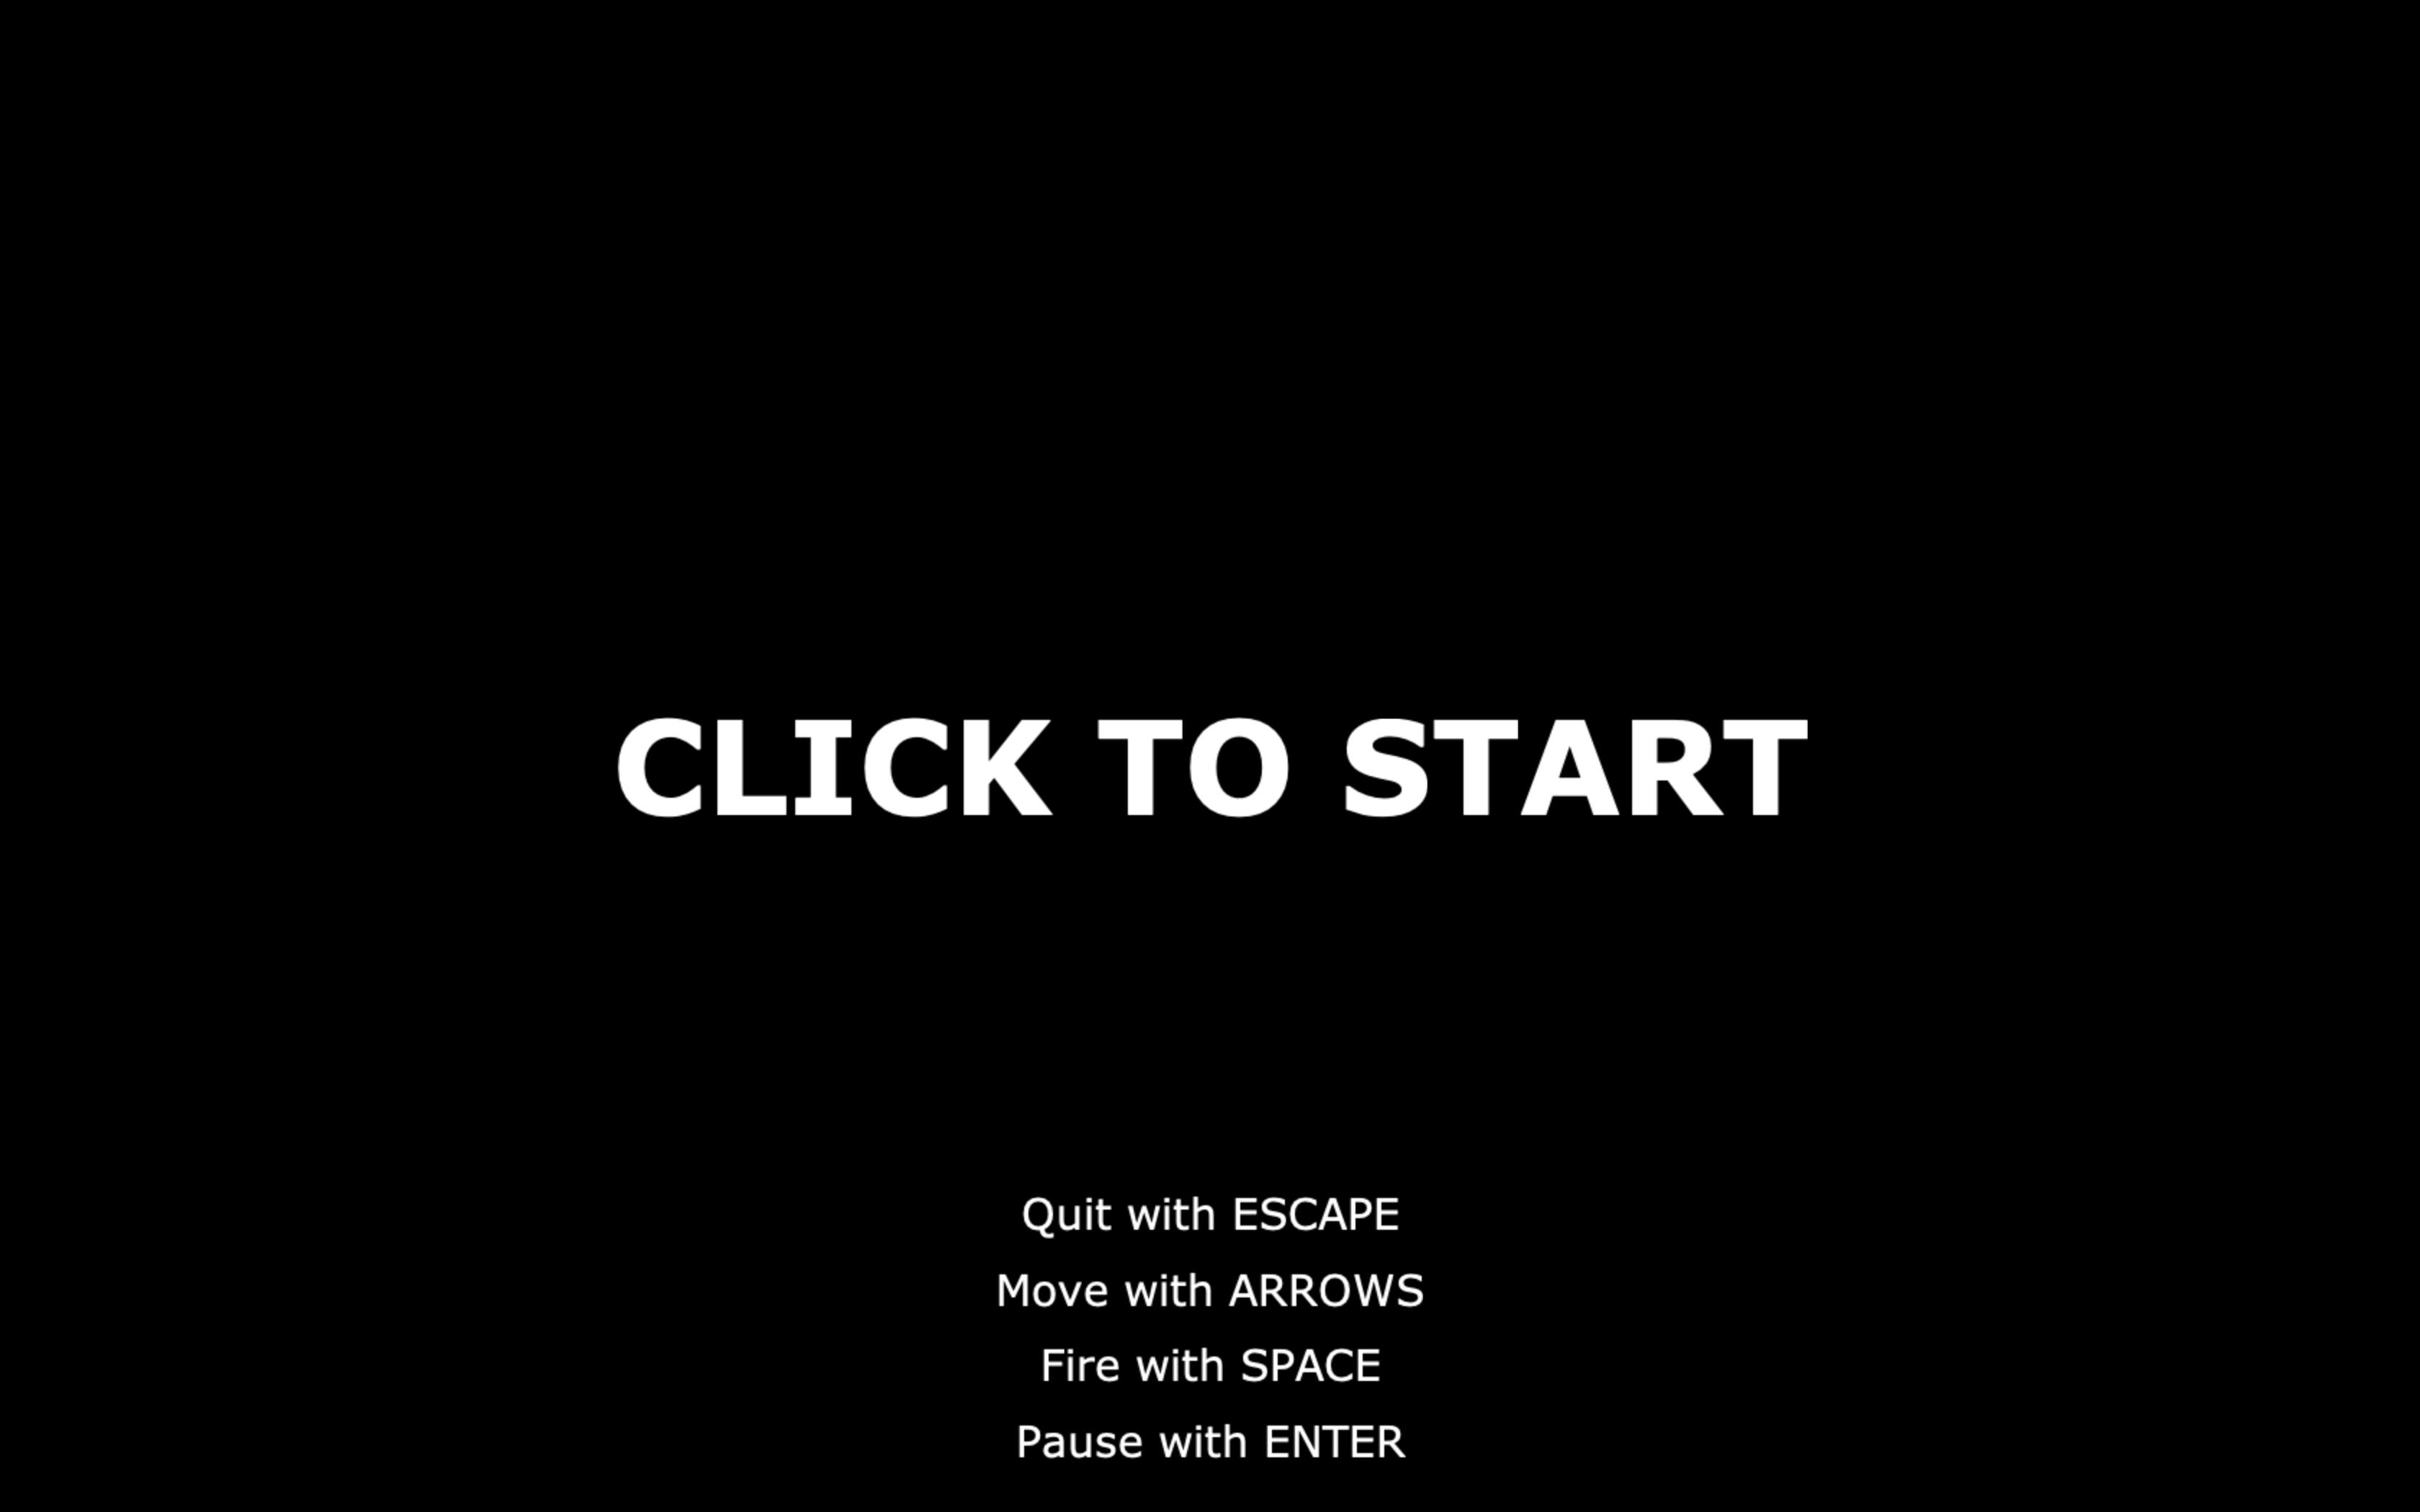 CLICK TO START
Quit with ESCAPE
Move with ARROWS
Fire with SPACE
Pause with ENTER